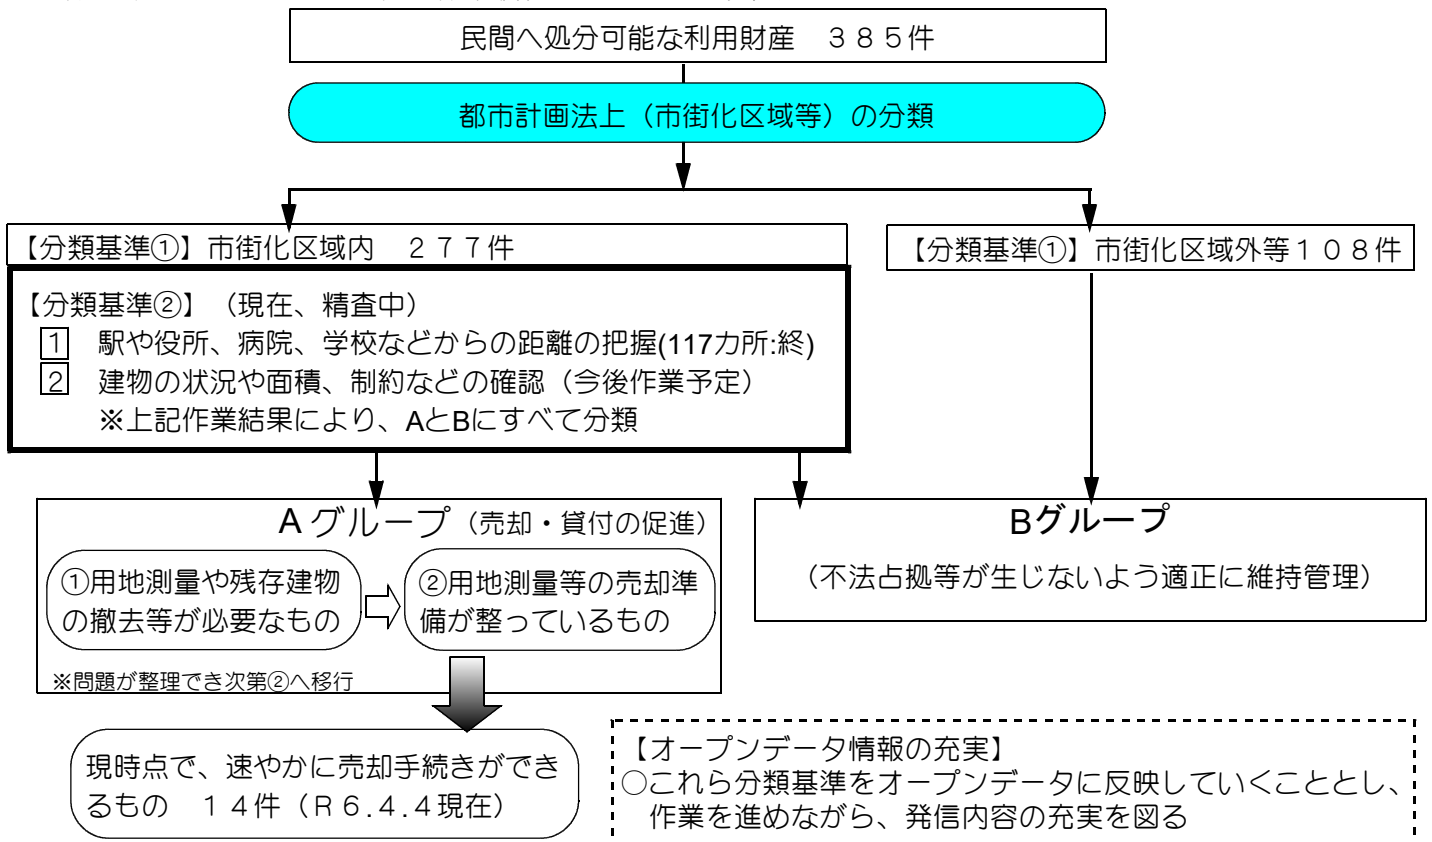 民間へ処分可能な利用財産　３８５件
都市計画法上（市街化区域等）の分類
【分類基準①】市街化区域内　２７７件
【分類基準①】市街化区域外等１０８件
【分類基準②】（現在、精査中）
1　駅や役所、病院、学校などからの距離の把握(117カ所:終)
2　建物の状況や面積、制約などの確認（今後作業予定）
※上記作業結果により、AとBにすべて分類
Aグループ（売却・貸付の促進）
①用地測量や残存建物
の撤去等が必要なもの
②用地測量等の売却準
備が整っているもの
※問題が整理でき次第②へ移行
Bグループ
（不法占拠等が生じないよう適正に維持管理）
現時点で、速やかに売却手続きができ
るもの　１４件（Ｒ６.４.４現在）
【オープンデータ情報の充実】
○これら分類基準をオープンデータに反映していくこととし、
作業を進めながら、発信内容の充実を図る